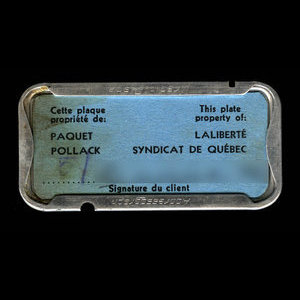 Cette plaque This plate
propriété de: property of:
PAQUET LALIBERTÉ
POLLACK SYNDICAT DE QUÉBEC
Signature du client